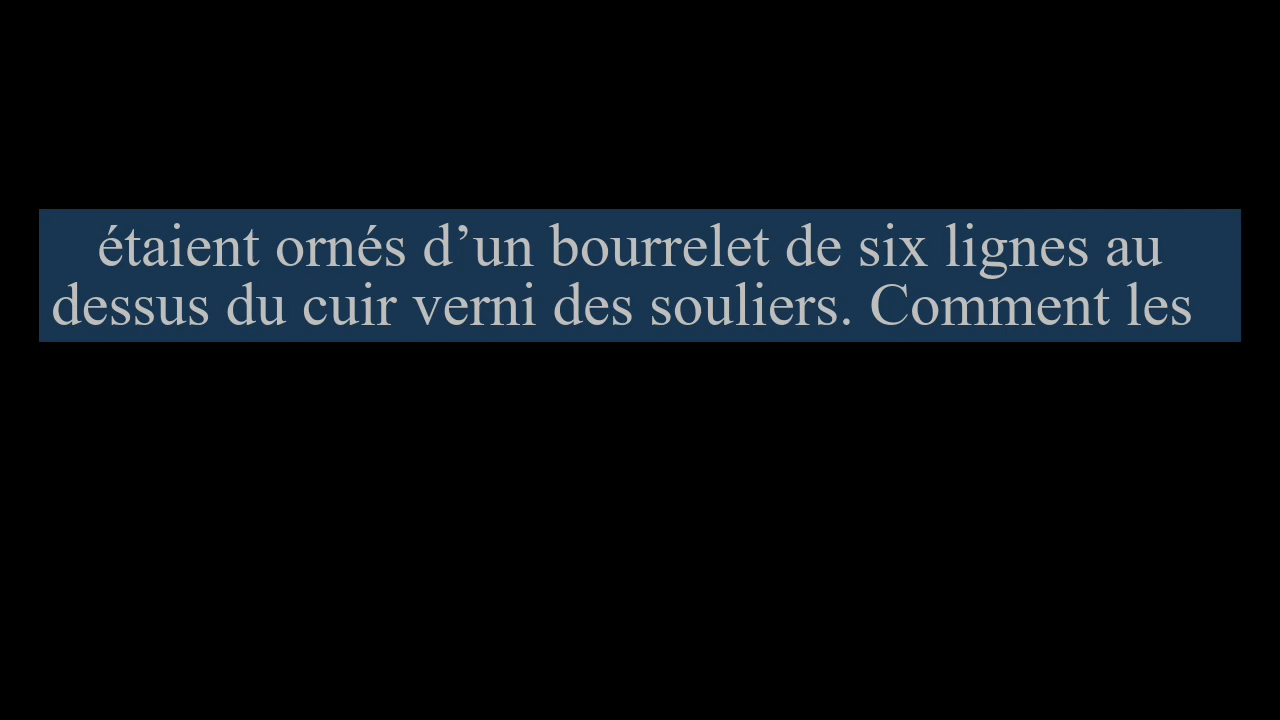 étaient ornés d’un bourrelet de six lignes au
dessus du cuir verni des souliers. Comment les